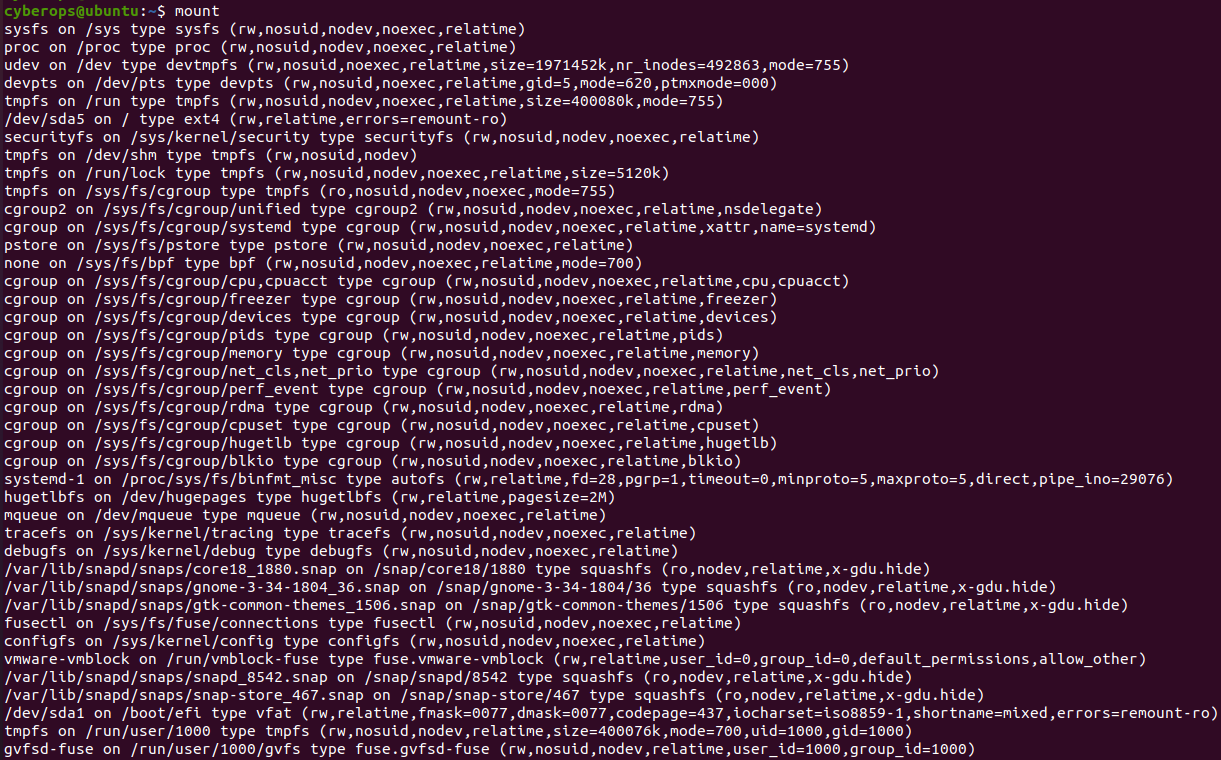 cyberops@ubuntu:~$ mount
sysfs on /sys type sysfs (rw,nosuid,nodev,noexec,relatime)
proc on /proc type proc (rw,nosuid,nodev,noexec,relatime)
udev on /dev type devtmpfs (rw,nosuid,noexec,relatime,size=1971452k,nr_inodes=492863,mode=755)
devpts on /dev/pts type devpts (rw,nosuid,noexec,relatime,gid=5,mode=620,ptmxmode=000)
tmpfs on /run type tmpfs (rw,nosuid,nodev,noexec,relatime,size=400080k,mode=755)
/dev/sda5 on / type ext4 (rw,relatime,errors=remount-ro)
securityfs on /sys/kernel/security type securityfs (rw,nosuid,nodev,noexec,relatime)
tmpfs on /dev/shm type tmpfs (rw,nosuid,nodev)
tmpfs on /run/lock type tmpfs (rw,nosuid,nodev,noexec,relatime,size=5120k)
tmpfs on /sys/fs/cgroup type tmpfs (ro,nosuid,nodev,noexec,mode=755)
cgroup2 on /sys/fs/cgroup/unified type cgroup2 (rw,nosuid,nodev,noexec,relatime,nsdelegate)
cgroup on /sys/fs/cgroup/systemd type cgroup (rw,nosuid,nodev,noexec,relatime,xattr,name=systemd)
pstore on /sys/fs/pstore type pstore (rw,nosuid,nodev,noexec,relatime)
none on /sys/fs/bpf type bpf (rw,nosuid,nodev,noexec,relatime,mode=700)
cgroup on /sys/fs/cgroup/cpu,cpuacct type cgroup (rw,nosuid,nodev,noexec,relatime,cpu,cpuacct)
cgroup on /sys/fs/cgroup/freezer type cgroup (rw,nosuid,nodev,noexec,relatime,freezer)
cgroup on /sys/fs/cgroup/devices type cgroup (rw,nosuid,nodev,noexec,relatime,devices)
cgroup on /sys/fs/cgroup/pids type cgroup (rw,nosuid,nodev,noexec,relatime,pids)
cgroup on /sys/fs/cgroup/memory type cgroup (rw,nosuid,nodev,noexec,relatime,memory)
cgroup on /sys/fs/cgroup/net_cls,net_prio type cgroup (rw,nosuid,nodev,noexec,relatime,net_cls,net_prio)
cgroup on /sys/fs/cgroup/perf_event type cgroup (rw,nosuid,nodev,noexec,relatime,perf_event)
cgroup on /sys/fs/cgroup/rdma type cgroup (rw,nosuid,nodev,noexec,relatime,rdma)
cgroup on /sys/fs/cgroup/cpuset type cgroup (rw,nosuid,nodev,noexec,relatime,cpuset)
cgroup on /sys/fs/cgroup/hugetlb type cgroup (rw,nosuid,nodev,noexec,relatime,hugetlb)
cgroup on /sys/fs/cgroup/blkio type cgroup (rw,nosuid,nodev,noexec,relatime,blkio)
systemd-1 on /proc/sys/fs/binfmt_misc type autofs (rw,relatime,fd=28,pgrp=1,timeout=0,minproto=5,maxproto=5,direct,pipe_ino=29076)
hugetlbfs on /dev/hugepages type hugetlbfs (rw,relatime,pagesize=2M)
mqueue on /dev/mqueue type mqueue (rw,nosuid,nodev,noexec,relatime)
tracefs on /sys/kernel/tracing type tracefs (rw,nosuid,nodev,noexec,relatime)
debugfs on /sys/kernel/debug type debugfs (rw,nosuid,nodev,noexec,relatime)
/var/lib/snapd/snaps/core18_1880.snap on /snap/core18/1880 type squashfs (ro,nodev,relatime,x-gdu.hide)
/var/lib/snapd/snaps/gnome-3-34-1804_36.snap on /snap/gnome-3-34-1804/36 type squashfs (ro,nodev,relatime,x-gdu.hide)
/var/lib/snapd/snaps/gtk-common-themes_1506.snap on /snap/gtk-common-themes/1506 type squashfs (ro,nodev,relatime,x-gdu.hide)
fusectl on /sys/fs/fuse/connections type fusectl (rw,nosuid,nodev,noexec,relatime)
configfs on /sys/kernel/config type configfs (rw,nosuid,nodev,noexec,relatime)
vmware-vmblock on /run/vmblock-fuse type fuse.vmware-vmblock (rw,relatime,user_id=0,group_id=0,default_permissions,allow_other)
/var/lib/snapd/snaps/snapd_8542.snap on /snap/snapd/8542 type squashfs (ro,nodev,relatime,x-gdu.hide)
/var/lib/snapd/snaps/snap-store_467.snap on /snap/snap-store/467 type squashfs (ro,nodev,relatime,x-gdu.hide)
/dev/sda1 on /boot/efi type vfat (rw,relatime,fmask=0077,dmask=0077,codepage=437,iocharset=iso8859-1,shortname=mixed,errors=remount-ro)
tmpfs on /run/user/1000 type tmpfs (rw,nosuid,nodev,relatime,size=400076k,mode=700,uid=1000,gid=1000)
gvfsd-fuse on /run/user/1000/gvfs type fuse.gvfsd-fuse (rw,nosuid,nodev,relatime,user_id=1000,group_id=1000)